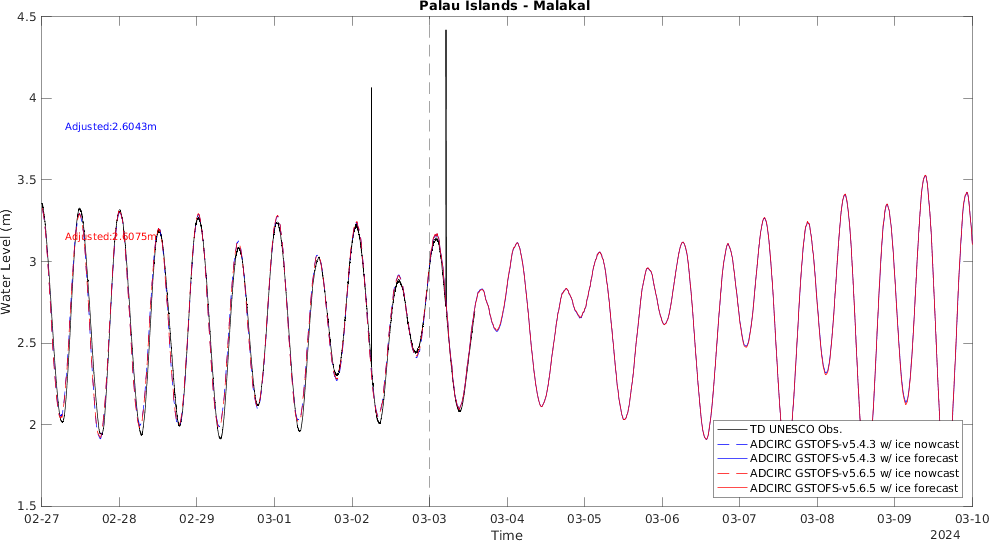 Palau Islands - Malakal
4.5
4
3.5
3
2.5
2
1.5
Water Level (m)
Adjusted:2.6043m
Adjusted:2.6075m
TD UNESCO Obs.
ADCIRC GSTOFS-v5.4.3 w/ ice nowcast
ADCIRC GSTOFS-v5.4.3 w/ ice forecast
ADCIRC GSTOFS-v5.6.5 w/ ice nowcast
ADCIRC GSTOFS-v5.6.5 w/ ice forecast
02-27 02-28 02-29 03-01 03-02 03-03 03-04 03-05 03-06 03-07 03-08 03-09 03-10
Time
2024